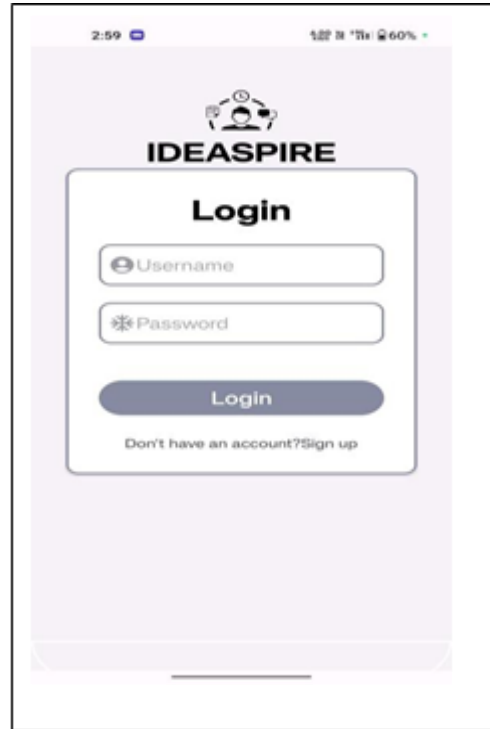 2:59 60%
IDEASPIRE
Login
Username
Password
Login
Don't have an account?Sign up